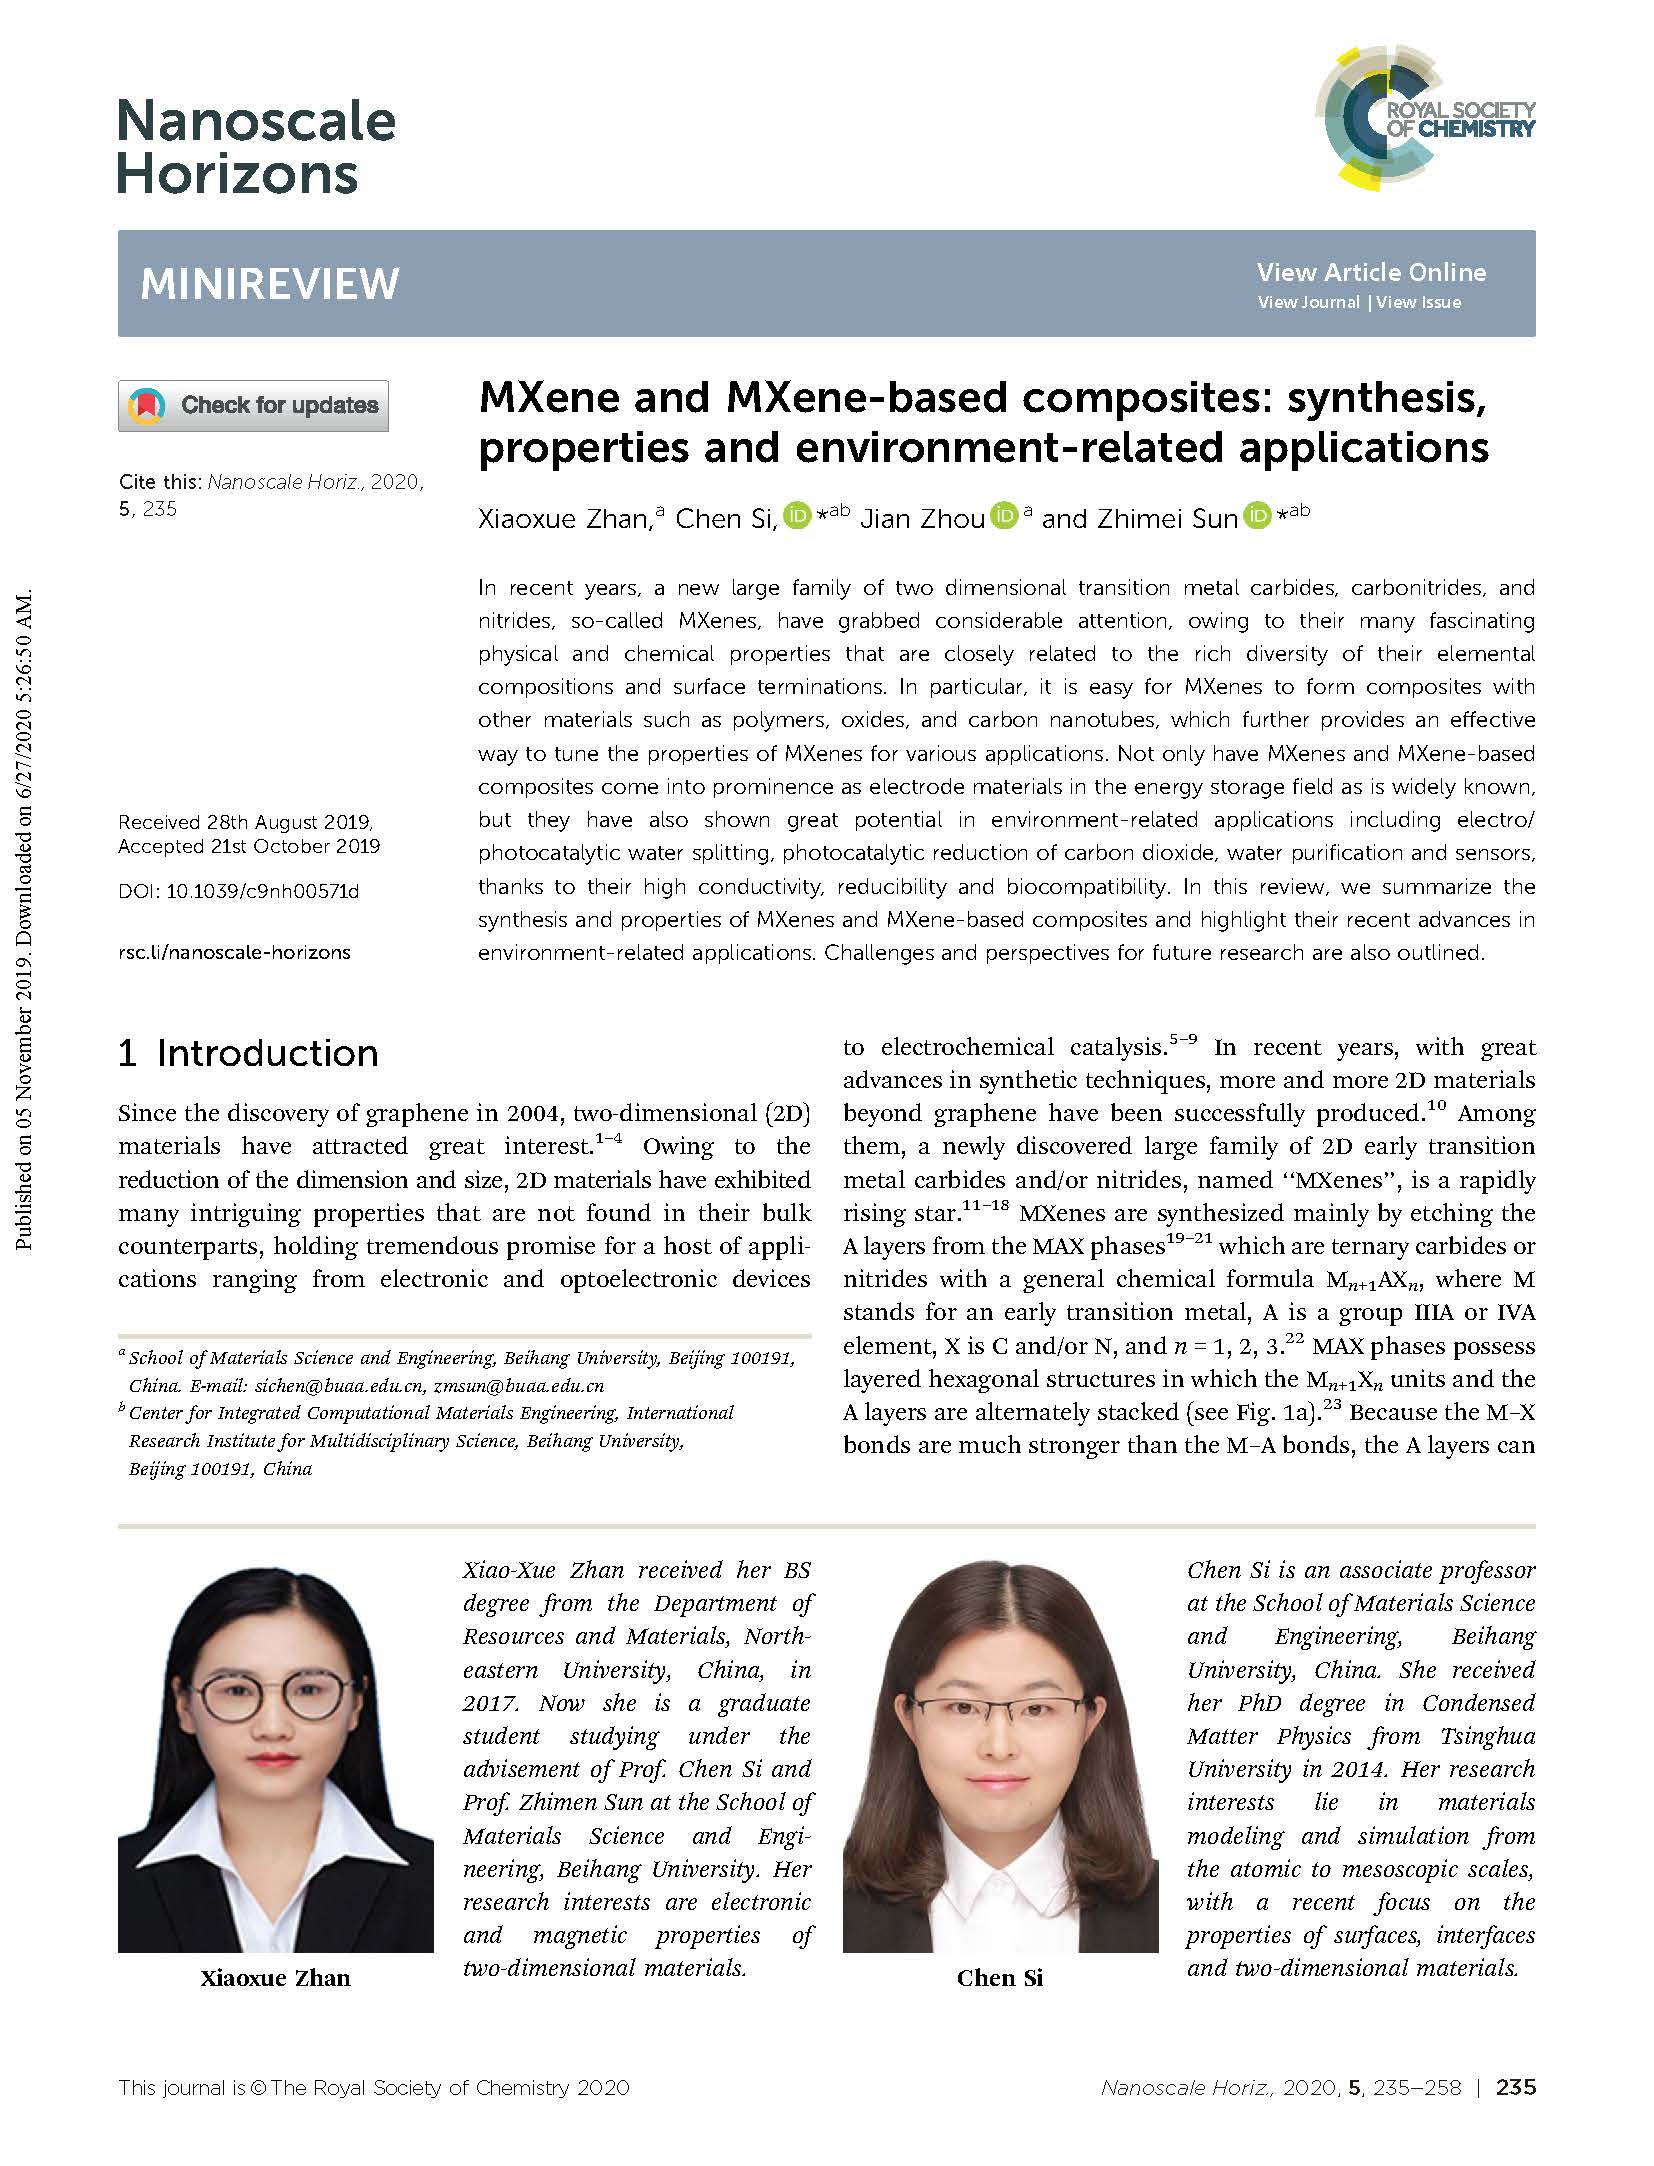 Nanoscale
Horizons
ROYAL SOCIETY
OF CHEMISTRY
MINIREVIEW
View Article Online
View Journal | View Issue
Check for updates
Cite this: Nanoscale Horiz., 2020,
5, 235
Received 28th August 2019,
Accepted 21st October 2019
DOI: 10.1039/c9nh00571d
rsc.li/nanoscale-horizons
MXene and MXene-based composites: synthesis,
properties and environment-related applications
Xiaoxue Zhan,ᵃ Chen Si, iD *ᵃᵇ Jian Zhou iD ᵃ and Zhimei Sun iD *ᵃᵇ
In recent years, a new large family of two dimensional transition metal carbides, carbonitrides, and
nitrides, so-called MXenes, have grabbed considerable attention, owing to their many fascinating
physical and chemical properties that are closely related to the rich diversity of their elemental
compositions and surface terminations. In particular, it is easy for MXenes to form composites with
other materials such as polymers, oxides, and carbon nanotubes, which further provides an effective
way to tune the properties of MXenes for various applications. Not only have MXenes and MXene-based
composites come into prominence as electrode materials in the energy storage field as is widely known,
but they have also shown great potential in environment-related applications including electro/
photocatalytic water splitting, photocatalytic reduction of carbon dioxide, water purification and sensors,
thanks to their high conductivity, reducibility and biocompatibility. In this review, we summarize the
synthesis and properties of MXenes and MXene-based composites and highlight their recent advances in
environment-related applications. Challenges and perspectives for future research are also outlined.
1 Introduction
Since the discovery of graphene in 2004, two-dimensional (2D)
materials have attracted great interest.¹⁻⁴ Owing to the
reduction of the dimension and size, 2D materials have exhibited
many intriguing properties that are not found in their bulk
counterparts, holding tremendous promise for a host of appli-
cations ranging from electronic and optoelectronic devices
to electrochemical catalysis.⁵⁻⁹ In recent years, with great
advances in synthetic techniques, more and more 2D materials
beyond graphene have been successfully produced.¹⁰ Among
them, a newly discovered large family of 2D early transition
metal carbides and/or nitrides, named “MXenes”, is a rapidly
rising star.¹¹⁻¹⁸ MXenes are synthesized mainly by etching the
A layers from the MAX phases¹⁹⁻²¹ which are ternary carbides or
nitrides with a general chemical formula Mₙ₊₁AXₙ, where M
stands for an early transition metal, A is a group IIIA or IVA
element, X is C and/or N, and n = 1, 2, 3.²² MAX phases possess
layered hexagonal structures in which the Mₙ₊₁Xₙ units and the
A layers are alternately stacked (see Fig. 1a).²³ Because the M–X
bonds are much stronger than the M–A bonds, the A layers can
ᵃ School of Materials Science and Engineering, Beihang University, Beijing 100191,
China. E-mail: sichen@buaa.edu.cn, zmsun@buaa.edu.cn
ᵇ Center for Integrated Computational Materials Engineering, International
Research Institute for Multidisciplinary Science, Beihang University,
Beijing 100191, China
Xiao-Xue Zhan received her BS
degree from the Department of
Resources and Materials, North-
eastern University, China, in
2017. Now she is a graduate
student studying under the
advisement of Prof. Chen Si and
Prof. Zhimen Sun at the School of
Materials Science and Engi-
neering, Beihang University. Her
research interests are electronic
and magnetic properties of
two-dimensional materials.
Xiaoxue Zhan
Chen Si is an associate professor
at the School of Materials Science
and Engineering, Beihang
University, China. She received
her PhD degree in Condensed
Matter Physics from Tsinghua
University in 2014. Her research
interests lie in materials
modeling and simulation from
the atomic to mesoscopic scales,
with a recent focus on the
properties of surfaces, interfaces
and two-dimensional materials.
Chen Si
This journal is © The Royal Society of Chemistry 2020
Nanoscale Horiz., 2020, 5, 235–258 | 235
Published on 05 November 2019. Downloaded on 6/27/2020 5:26:50 AM.